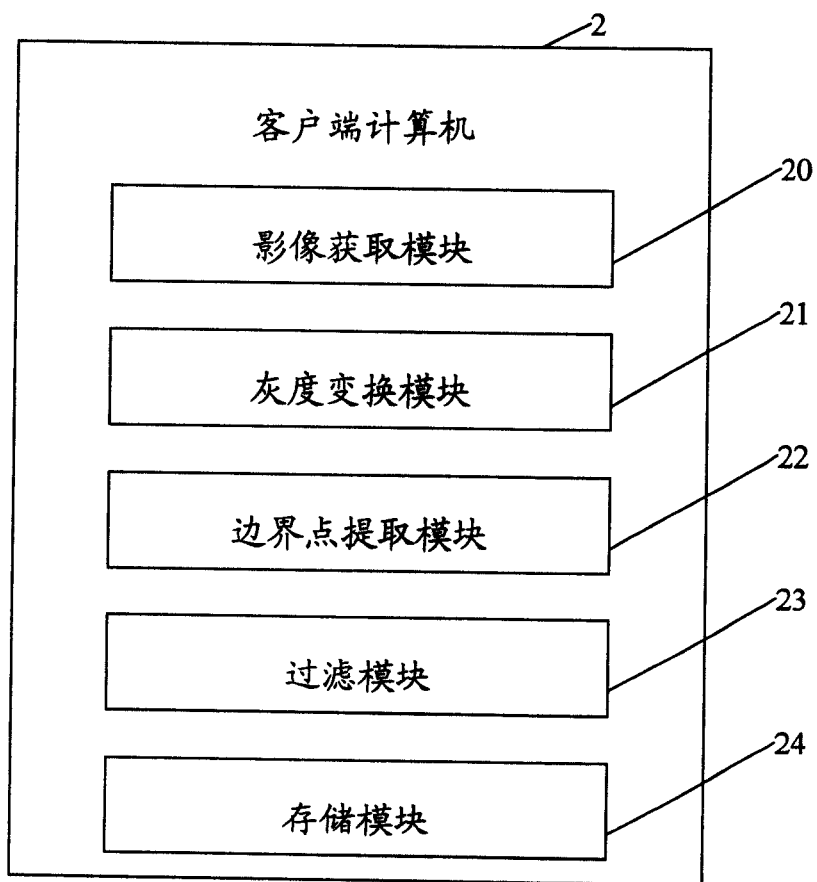 2
客户端计算机
20
影像获取模块
21
灰度变换模块
22
边界点提取模块
23
过滤模块
24
存储模块